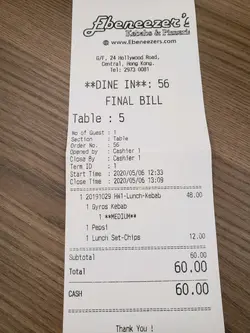 Ebeneezer's
Kebabs & Pizzeria
www.Ebeneezers.com
G/F, 24 Hollywood Road,
Central, Hong Kong.
Tel: 2973 0081
**DINE IN**: 56
FINAL BILL
Table : 5
No of Guest : 1
Section : Table
Order No. : 56
Opened by : Cashier 1
Close By : Cashier 1
Term ID : 1
Start Time : 2020/05/06 12:33
Close Time : 2020/05/06 13:09
1 20191029 HK1-Lunch-Kebab 48.00
1 Gyros Kebab
1 **MEDIUM**
1 Pepsi
1 Lunch Set-Chips 12.00
Subtotal 60.00
Total 60.00
CASH 60.00
Thank You !